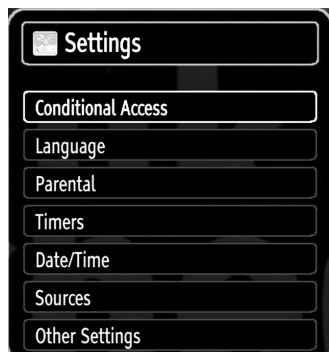 Settings
Conditional Access
Language
Parental
Timers
Date/Time
Sources
Other Settings